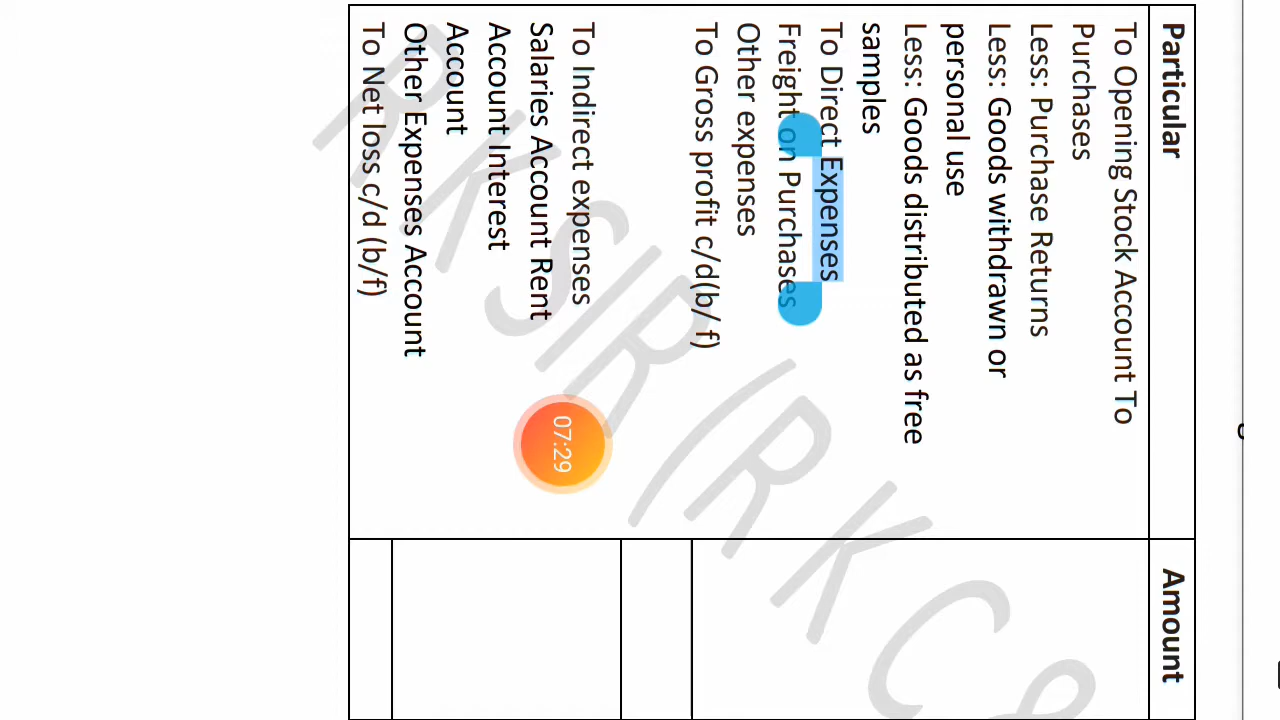 Particular
Amount
To Opening Stock Account To
Purchases
Less: Purchase Returns
Less: Goods withdrawn or
personal use
Less: Goods distributed as free
samples
To Direct Expenses
Freight on Purchases
Other expenses
To Gross profit c/d(b/ f)
To Indirect expenses
Salaries Account Rent
Account Interest
Account
Other Expenses Account
To Net loss c/d (b/f)
07:29
RKSIR(RKC